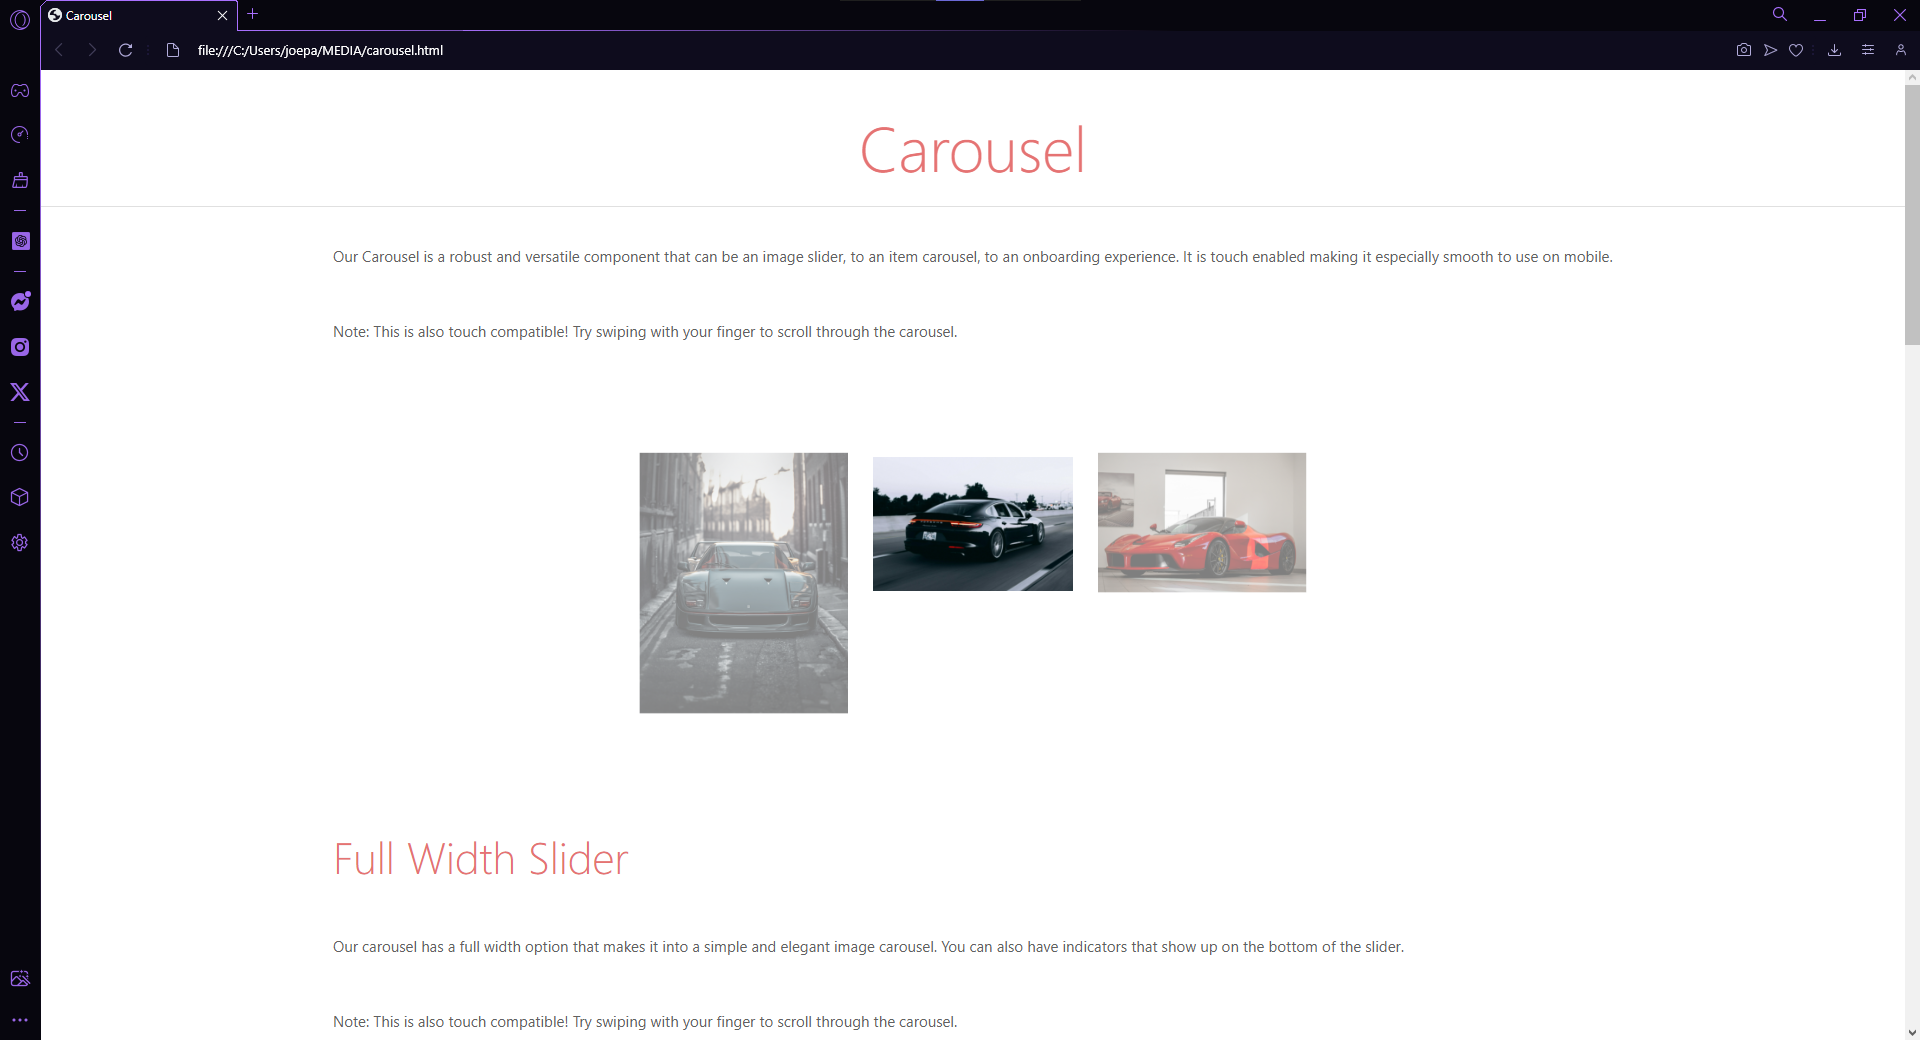 Carousel
file:///C:/Users/joepa/MEDIA/carousel.html
Carousel
Our Carousel is a robust and versatile component that can be an image slider, to an item carousel, to an onboarding experience. It is touch enabled making it especially smooth to use on mobile.
Note: This is also touch compatible! Try swiping with your finger to scroll through the carousel.
Full Width Slider
Our carousel has a full width option that makes it into a simple and elegant image carousel. You can also have indicators that show up on the bottom of the slider.
Note: This is also touch compatible! Try swiping with your finger to scroll through the carousel.